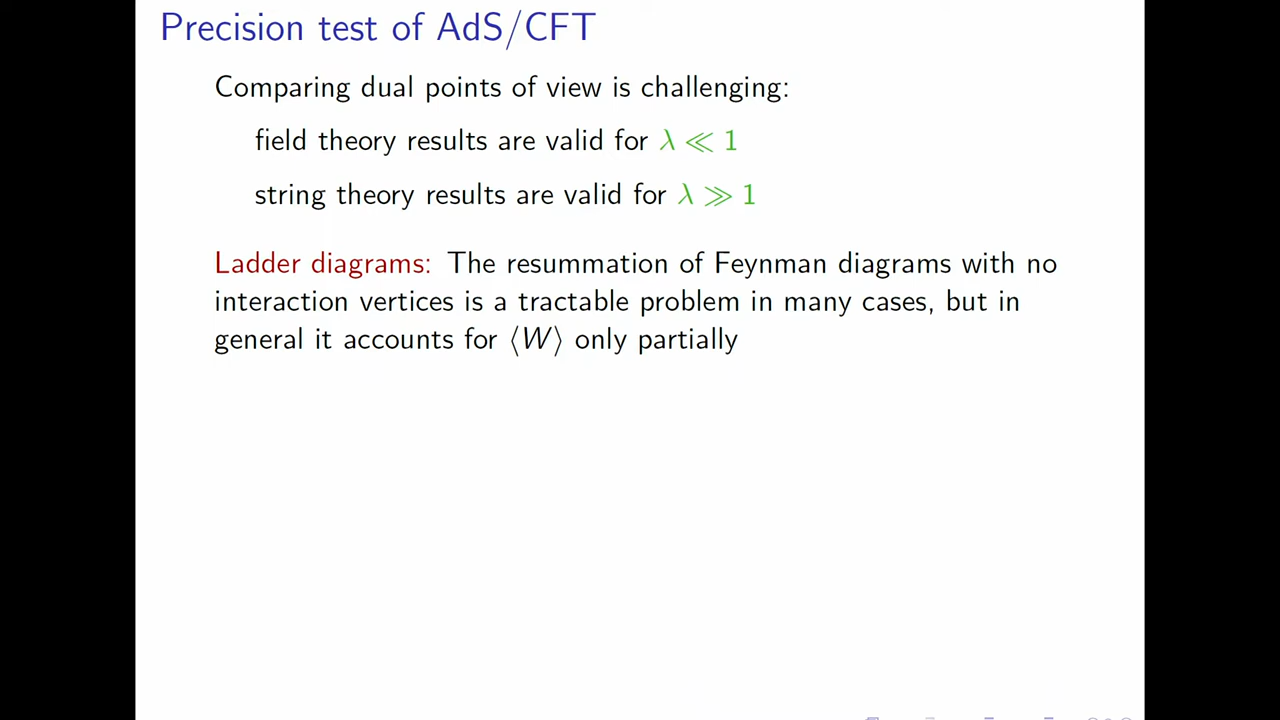 Precision test of AdS/CFT
Comparing dual points of view is challenging:
field theory results are valid for λ ≪ 1
string theory results are valid for λ ≫ 1
Ladder diagrams: The resummation of Feynman diagrams with no
interaction vertices is a tractable problem in many cases, but in
general it accounts for ⟨W⟩ only partially